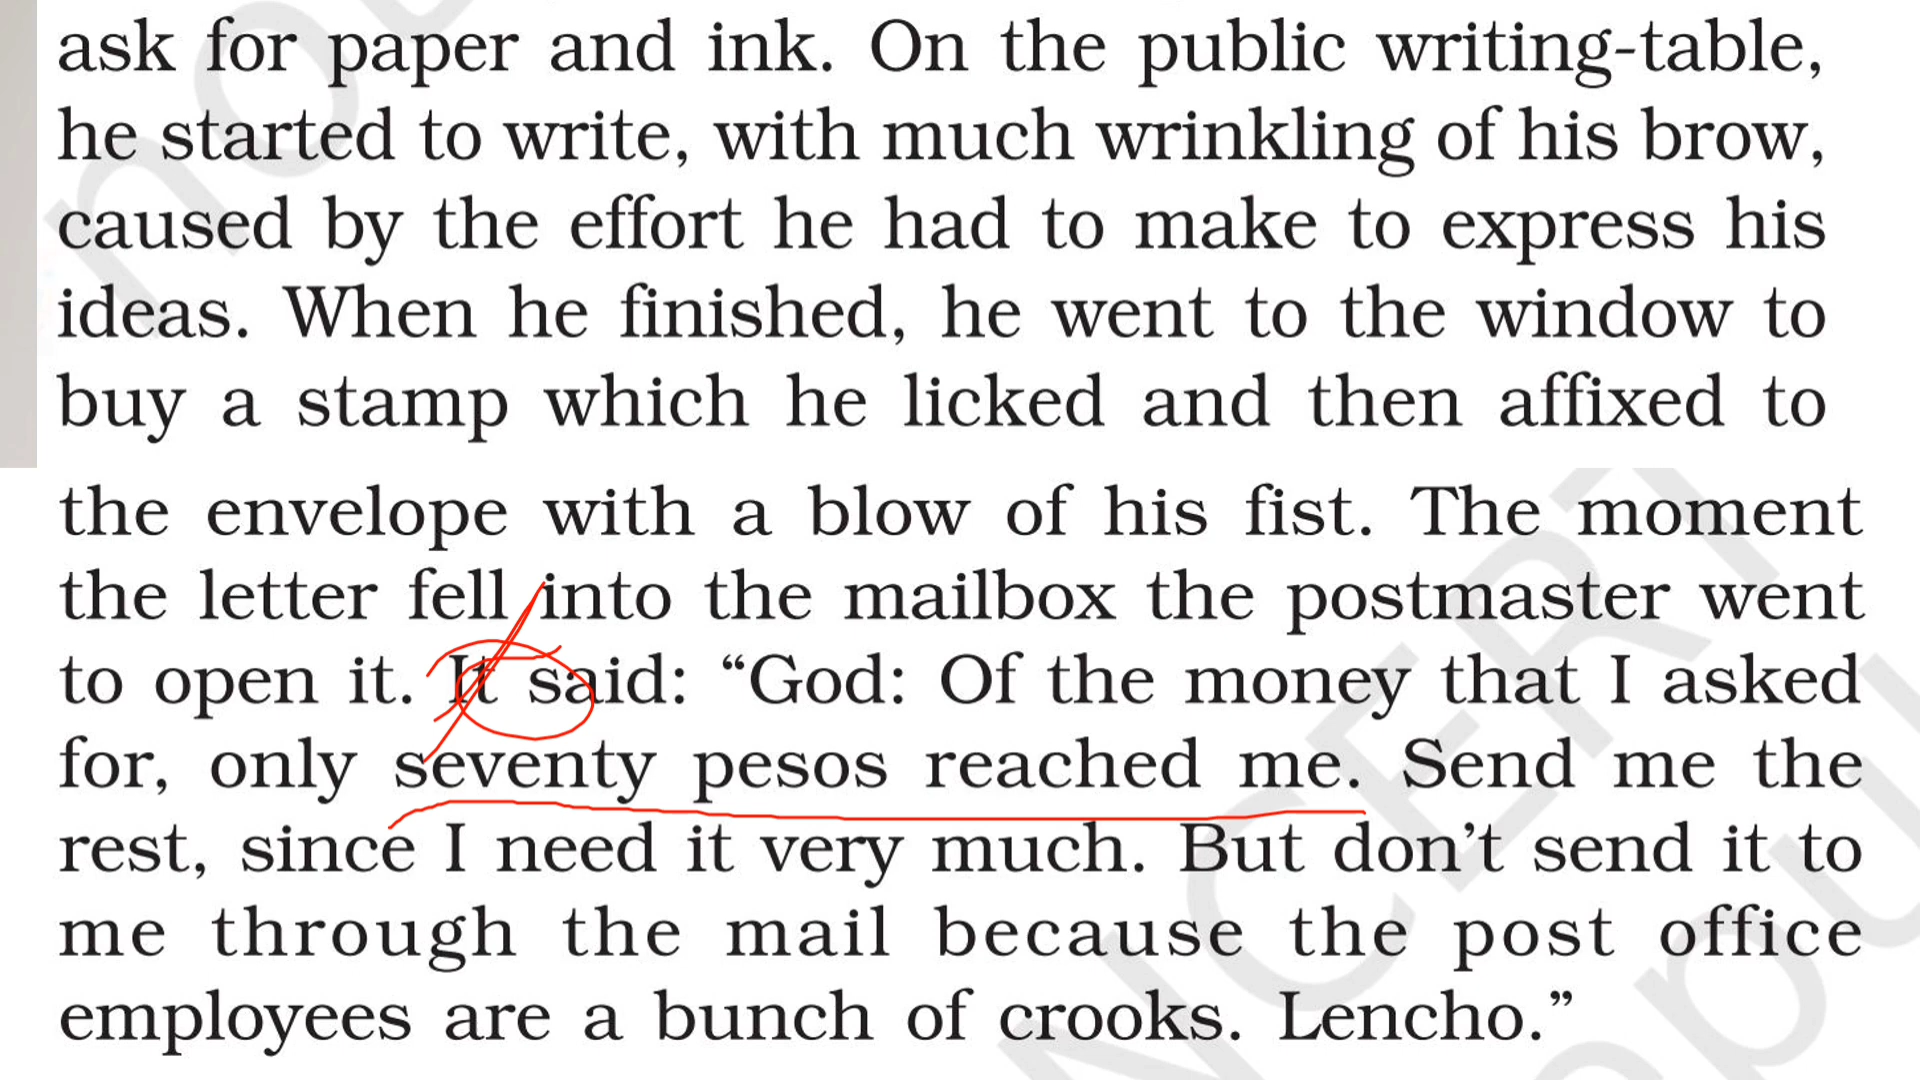 ask for paper and ink. On the public writing-table,
he started to write, with much wrinkling of his brow,
caused by the effort he had to make to express his
ideas. When he finished, he went to the window to
buy a stamp which he licked and then affixed to
the envelope with a blow of his fist. The moment
the letter fell into the mailbox the postmaster went
to open it. It said: “God: Of the money that I asked
for, only seventy pesos reached me. Send me the
rest, since I need it very much. But don’t send it to
me through the mail because the post office
employees are a bunch of crooks. Lencho.”